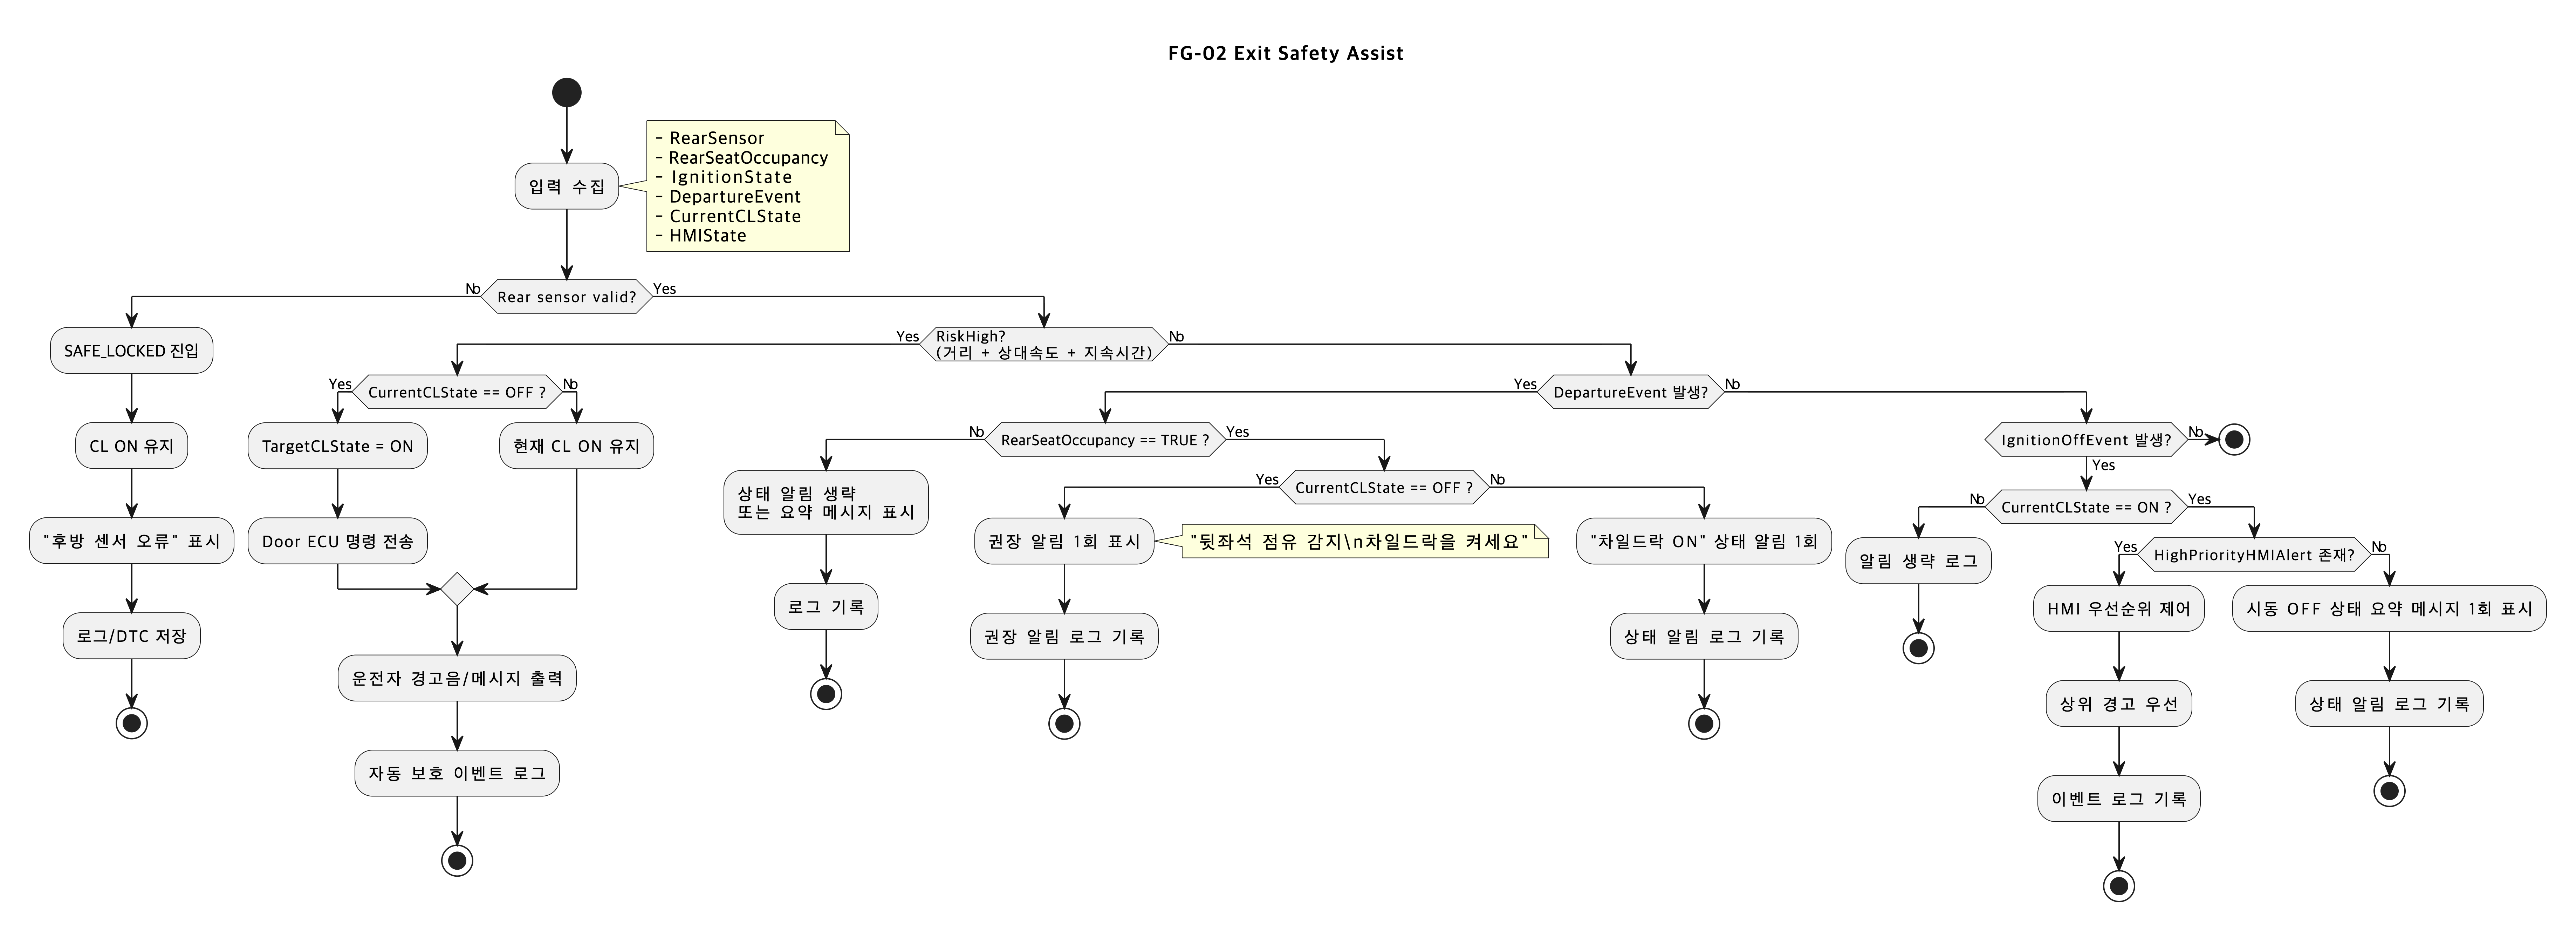 FG-02 Exit Safety Assist
- RearSensor
- RearSeatOccupancy
- IgnitionState
- DepartureEvent
- CurrentCLState
- HMIState
입력 수집
No
Rear sensor valid?
Yes
SAFE_LOCKED 진입
CL ON 유지
"후방 센서 오류" 표시
로그/DTC 저장
Yes
RiskHigh?
(거리 + 상대속도 + 지속시간)
No
Yes
CurrentCLState == OFF ?
No
TargetCLState = ON
Door ECU 명령 전송
현재 CL ON 유지
운전자 경고음/메시지 출력
자동 보호 이벤트 로그
Yes
DepartureEvent 발생?
No
No
RearSeatOccupancy == TRUE ?
Yes
상태 알림 생략
또는 요약 메시지 표시
로그 기록
Yes
CurrentCLState == OFF ?
No
권장 알림 1회 표시
"뒷좌석 점유 감지\n차일드락을 켜세요"
권장 알림 로그 기록
"차일드락 ON" 상태 알림 1회
상태 알림 로그 기록
IgnitionOffEvent 발생?
No
Yes
No
CurrentCLState == ON ?
Yes
알림 생략 로그
Yes
HighPriorityHMIAlert 존재?
No
HMI 우선순위 제어
상위 경고 우선
이벤트 로그 기록
시동 OFF 상태 요약 메시지 1회 표시
상태 알림 로그 기록